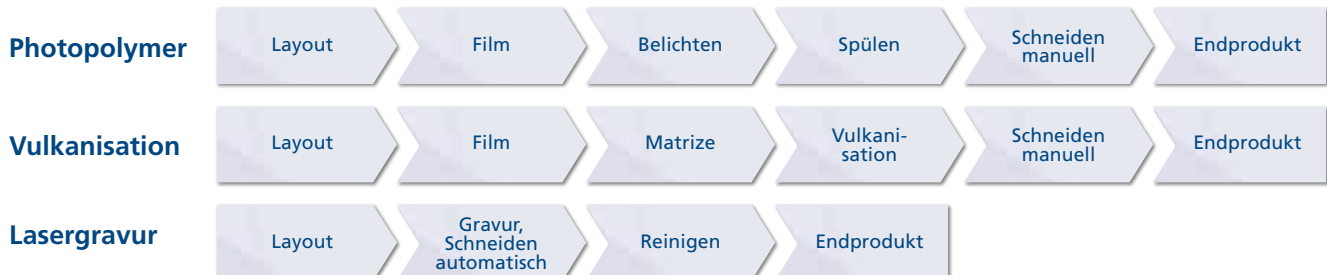 Photopolymer
Layout
Film
Belichten
Spülen
Schneiden
manuell
Endprodukt
Vulkanisation
Layout
Film
Matrize
Vulkani-
sation
Schneiden
manuell
Endprodukt
Lasergravur
Layout
Gravur,
Schneiden
automatisch
Reinigen
Endprodukt